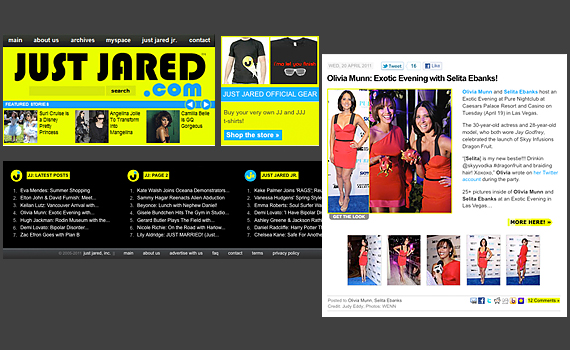 main about us archives myspace just jared jr. contact
JUST JARED
.com
search
FEATURED STORIES
Suri Cruise is a Disney Pretty Princess
Angelina Jolie To Transform Into Mangelina
Camilla Belle is GQ Gorgeous
JUST JARED OFFICIAL GEAR
Buy your very own JJ and JJJ
t-shirts!
Shop the store »
JJ: LATEST POSTS
1. Eva Mendes: Summer Shopping
2. Elton John & David Furnish: Meet...
3. Kellan Lutz: Vancouver Arrival with...
4. Olivia Munn: Exotic Evening with...
5. Hugh Jackman: Rodin Museum with the...
6. Demi Lovato: Bipolar Disorder...
7. Zac Efron Goes with Plan B
JJ: PAGE 2
1. Kate Walsh Joins Oceana Demonstrators...
2. Sammy Hagar Reenacts Alien Abduction
3. Beyonce: Lunch with Nephew Daniel!
4. Gisele Bundchen Hits The Gym in Studio...
5. Gerard Butler Plays The Field with...
6. Nicole Richie: On the Road with Harlow...
7. Lily Aldridge: JUST MARRIED! (Just...
JUST JARED JR.
1. Keke Palmer Joins 'RAGS'; Re
2. Vanessa Hudgens' Spring Style
3. Emma Roberts: Soul Surfer Wa
4. Demi Lovato: 'I Have Bipolar D
5. Ashley Greene & Jackson Rath
6. Daniel Radcliffe: Harry Potter T
7. Chelsea Kane: Safe For Anothe
© 2005-2011 just jared, inc. main about advertise with us faq contact terms privacy policy
WED, 20 APRIL 2011
Tweet 16 Like
Olivia Munn: Exotic Evening with Selita Ebanks!
Olivia Munn and Selita Ebanks host an
Exotic Evening at Pure Nightclub at
Caesars Palace Resort and Casino on
Tuesday (April 19) in Las Vegas.
The 30-year-old actress and 28-year-old
model, who both wore Jay Godfrey,
celebrated the launch of Skyy Infusions
Dragon Fruit.
"[Selita] is my new bestie!!! Drinkin
@skyyvodka #dragonfruit and braiding
hair! Xoxoxo," Olivia wrote on her Twitter
account during the party.
25+ pictures inside of Olivia Munn and
Selita Ebanks at an Exotic Evening in
Las Vegas…
GET THE LOOK
MORE HERE! »
Posted to Olivia Munn, Selita Ebanks
Credit: Judy Eddy; Photos: WENN
12 Comments »